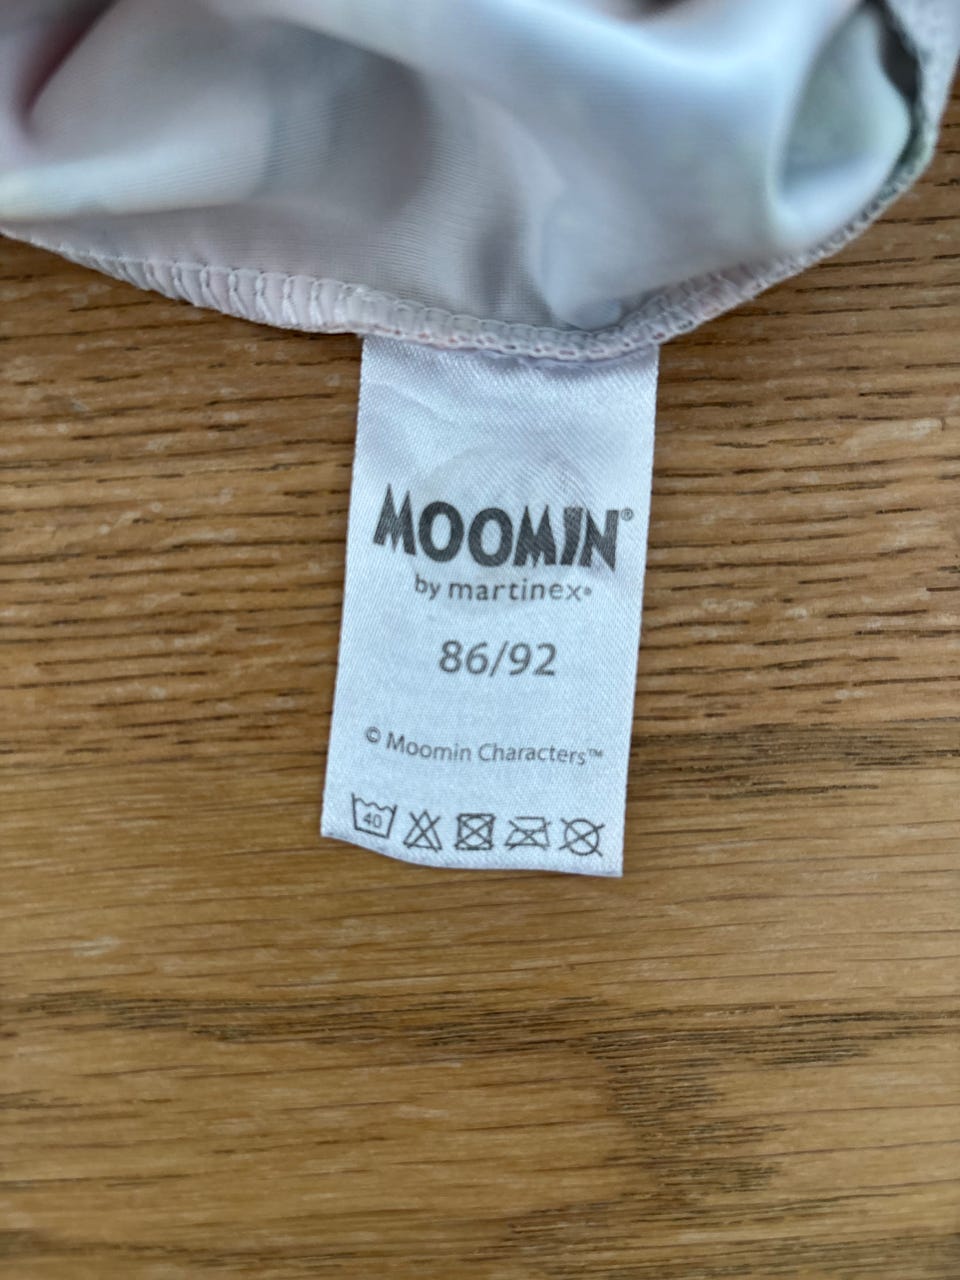 MOOMIN®
by martinex®
86/92
© Moomin Characters™
40